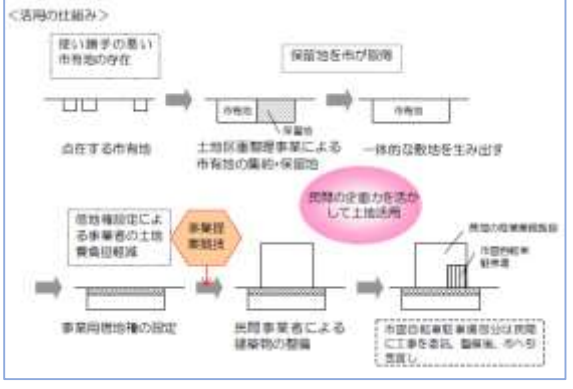 ＜活用の仕組み＞
使い勝手の悪い
市有地の存在
保留地を市が取得
市有地
保留地
市有地
点在する市有地
土地区画整理事業による
市有地の集約・保留地
一体的な敷地を生み出す
民間の企画力を活か
して土地活用
借地権設定によ
る事業者の土地
費負担軽減
事業提
案競技
民間の商業業務施設
市営自転車
駐車場
事業用借地権の設定
民間事業者による
建築物の整備
市営自転車駐車場部分は民間
に工事を委託。整備後、市へ引
き渡し